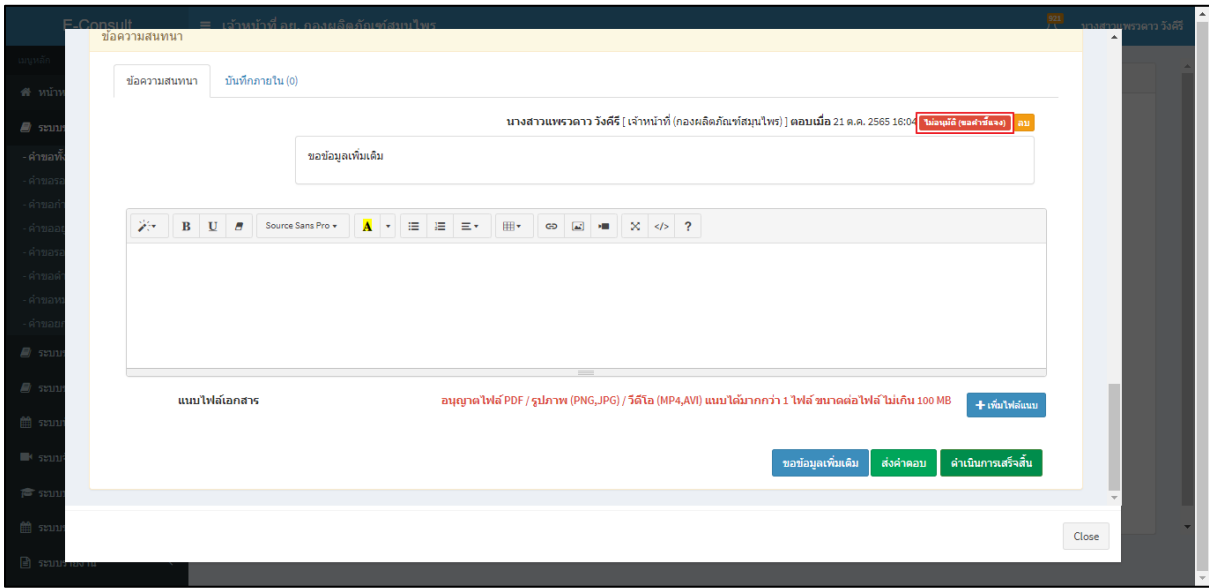 E-Consult
เจ้าหน้าที่ อย. กองผลิตภัณฑ์สมุนไพร
นางสาวแพรวดาว วังคีรี
เมนูหลัก
ข้อความสนทนา
ข้อความสนทนา
บันทึกภายใน (0)
นางสาวแพรวดาว วังคีรี [ เจ้าหน้าที่ (กองผลิตภัณฑ์สมุนไพร) ] ตอบเมื่อ 21 ต.ค. 2565 16:04 ไม่อนุมัติ (ขอคำชี้แจง) ลบ
ขอข้อมูลเพิ่มเติม
B U Source Sans Pro A </> ?
แนบไฟล์เอกสาร
อนุญาตไฟล์ PDF / รูปภาพ (PNG,JPG) / วีดีโอ (MP4,AVI) แนบได้มากกว่า 1 ไฟล์ ขนาดต่อไฟล์ ไม่เกิน 100 MB
+ เพิ่มไฟล์แนบ
ขอข้อมูลเพิ่มเติม
ส่งคำตอบ
ดำเนินการเสร็จสิ้น
Close